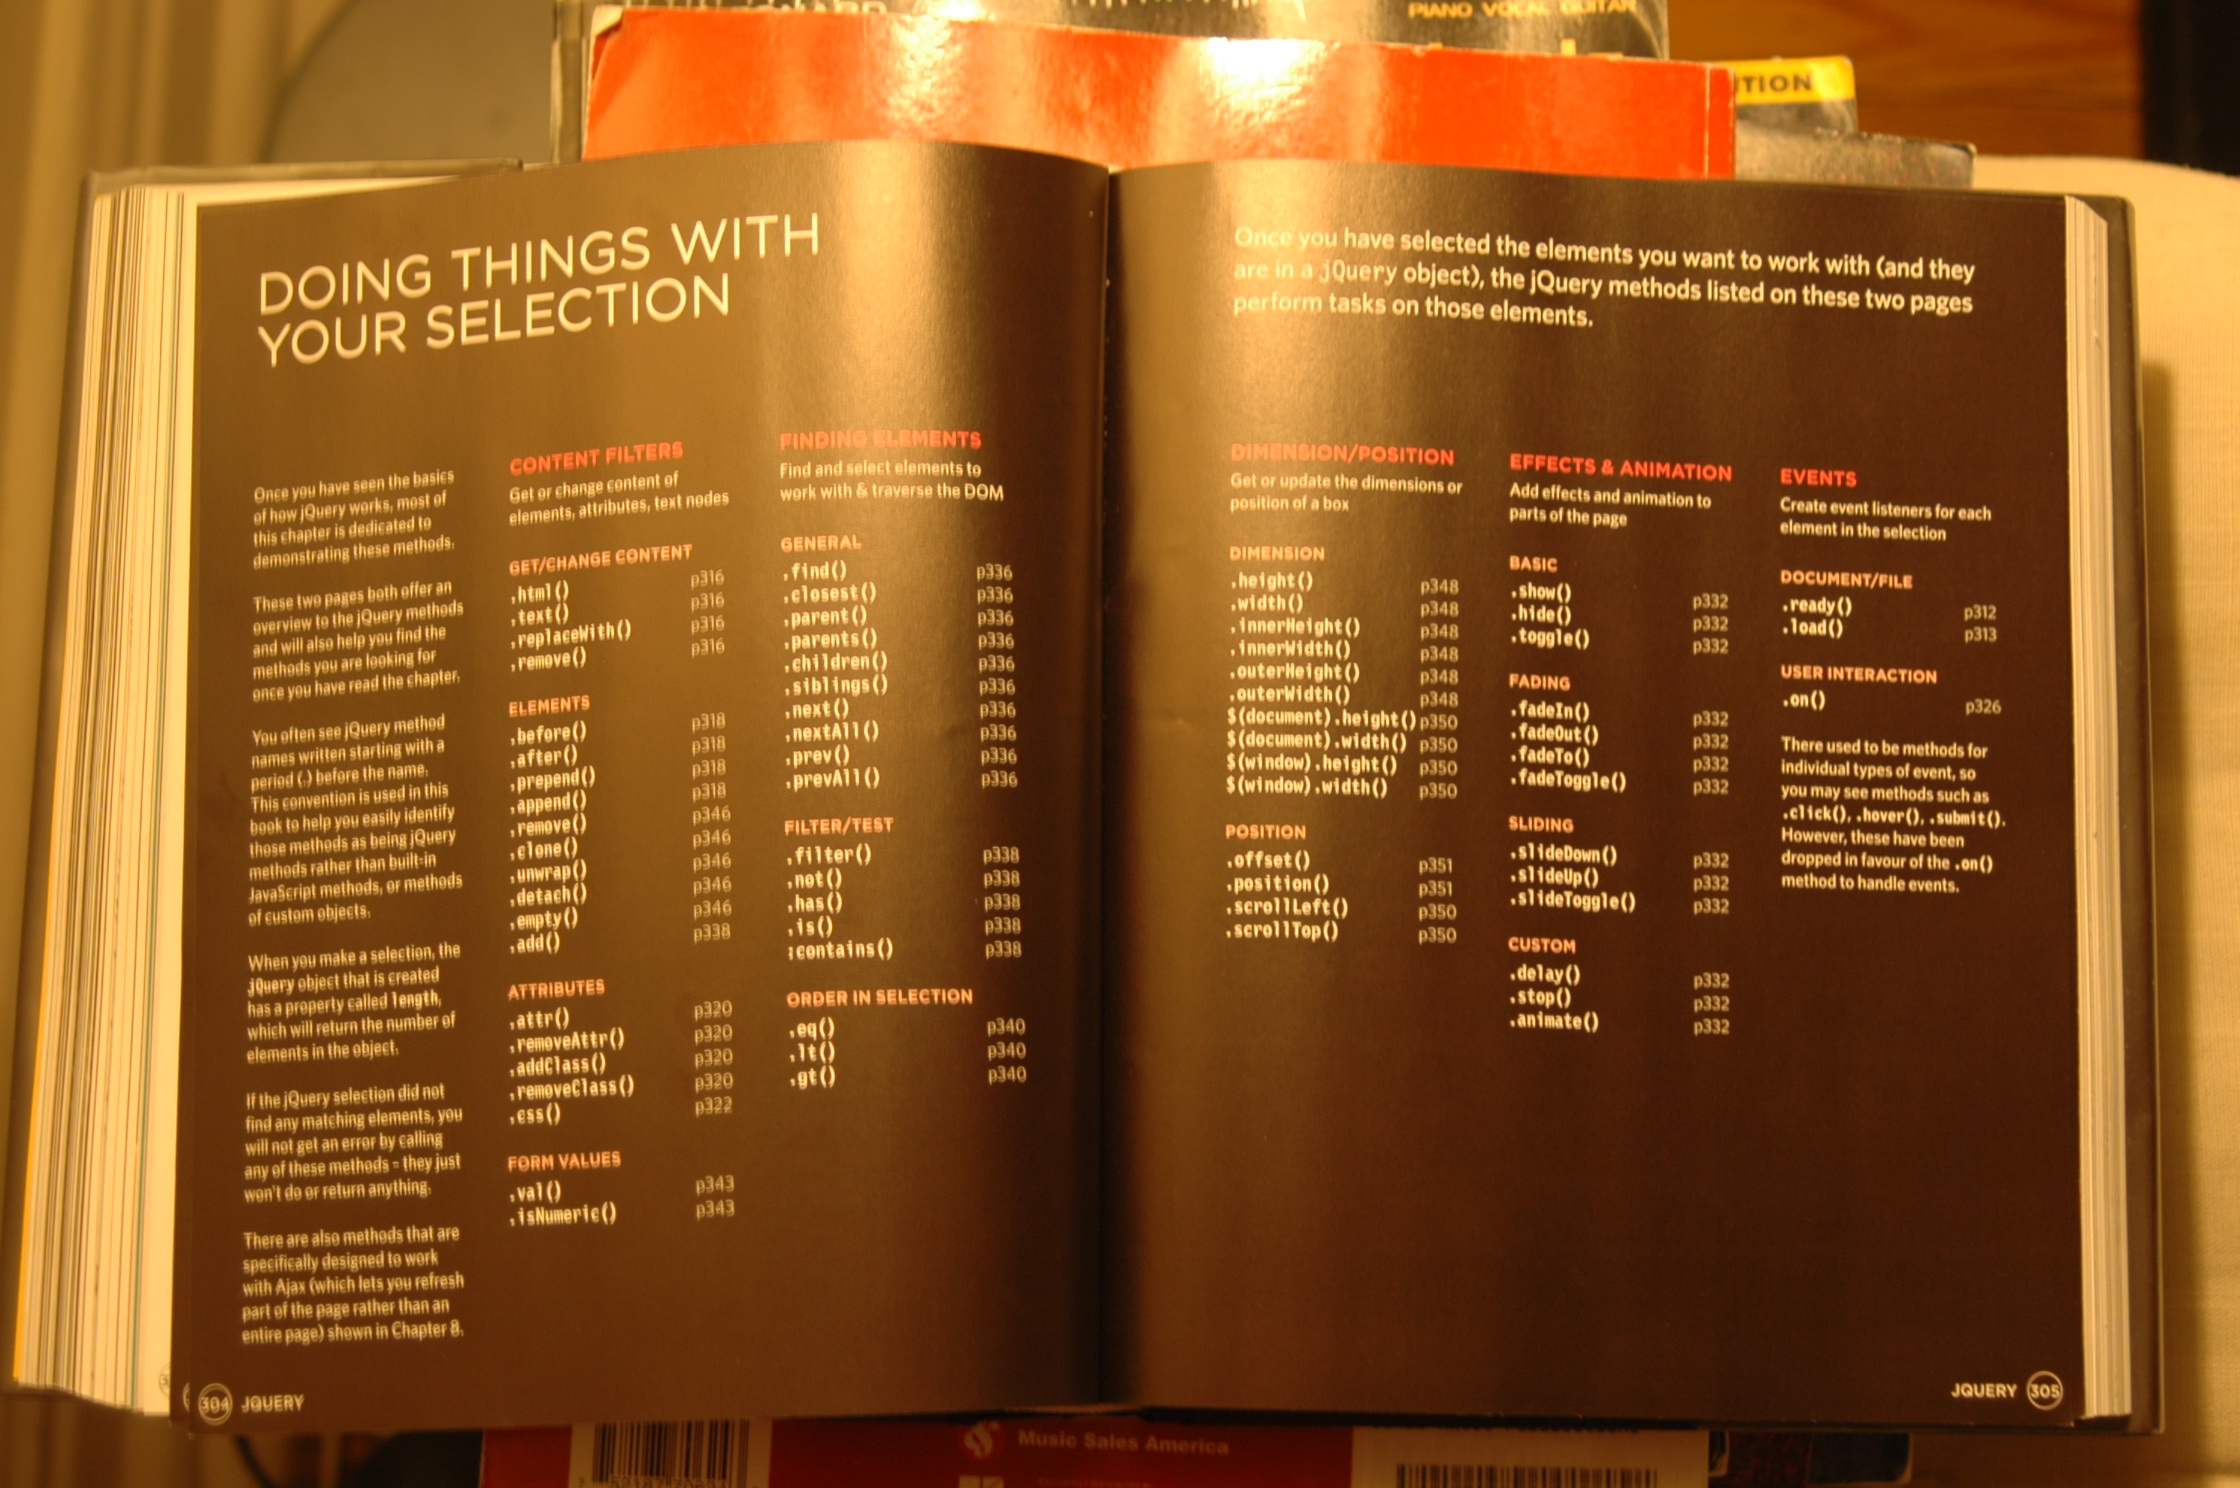 PIANO VOCAL GUITAR
TION
DOING THINGS WITH
YOUR SELECTION
Once you have seen the basics
of how jQuery works, most of
this chapter is dedicated to
demonstrating these methods.
These two pages both offer an
overview to the jQuery methods
and will also help you find the
methods you are looking for
once you have read the chapter.
You often see jQuery method
names written starting with a
period (.) before the name.
This convention is used in this
book to help you easily identify
those methods as being jQuery
methods rather than built-in
JavaScript methods, or methods
of custom objects.
When you make a selection, the
jQuery object that is created
has a property called length,
which will return the number of
elements in the object.
If the jQuery selection did not
find any matching elements, you
will not get an error by calling
any of these methods - they just
won't do or return anything.
There are also methods that are
specifically designed to work
with Ajax (which lets you refresh
part of the page rather than an
entire page) shown in Chapter 8.
CONTENT FILTERS
Get or change content of
elements, attributes, text nodes
GET/CHANGE CONTENT
.html() p316
.text() p316
.replaceWith() p316
.remove() p316
ELEMENTS
.before() p318
.after() p318
.prepend() p318
.append() p318
.remove() p346
.clone() p346
.unwrap() p346
.detach() p346
.empty() p346
.add() p338
ATTRIBUTES
.attr() p320
.removeAttr() p320
.addClass() p320
.removeClass() p320
.css() p322
FORM VALUES
.val() p343
.isNumeric() p343
FINDING ELEMENTS
Find and select elements to
work with & traverse the DOM
GENERAL
.find() p336
.closest() p336
.parent() p336
.parents() p336
.children() p336
.siblings() p336
.next() p336
.nextAll() p336
.prev() p336
.prevAll() p336
FILTER/TEST
.filter() p338
.not() p338
.has() p338
.is() p338
:contains() p338
ORDER IN SELECTION
.eq() p340
.lt() p340
.gt() p340
304 JQUERY
Once you have selected the elements you want to work with (and they
are in a jQuery object), the jQuery methods listed on these two pages
perform tasks on those elements.
DIMENSION/POSITION
Get or update the dimensions or
position of a box
DIMENSION
.height() p348
.width() p348
.innerHeight() p348
.innerWidth() p348
.outerHeight() p348
.outerWidth() p348
$(document).height() p350
$(document).width() p350
$(window).height() p350
$(window).width() p350
POSITION
.offset() p351
.position() p351
.scrollLeft() p350
.scrollTop() p350
EFFECTS & ANIMATION
Add effects and animation to
parts of the page
BASIC
.show() p332
.hide() p332
.toggle() p332
FADING
.fadeIn() p332
.fadeOut() p332
.fadeTo() p332
.fadeToggle() p332
SLIDING
.slideDown() p332
.slideUp() p332
.slideToggle() p332
CUSTOM
.delay() p332
.stop() p332
.animate() p332
EVENTS
Create event listeners for each
element in the selection
DOCUMENT/FILE
.ready() p312
.load() p313
USER INTERACTION
.on() p326
There used to be methods for
individual types of event, so
you may see methods such as
.click(), .hover(), .submit().
However, these have been
dropped in favour of the .on()
method to handle events.
JQUERY 305
Music Sales America